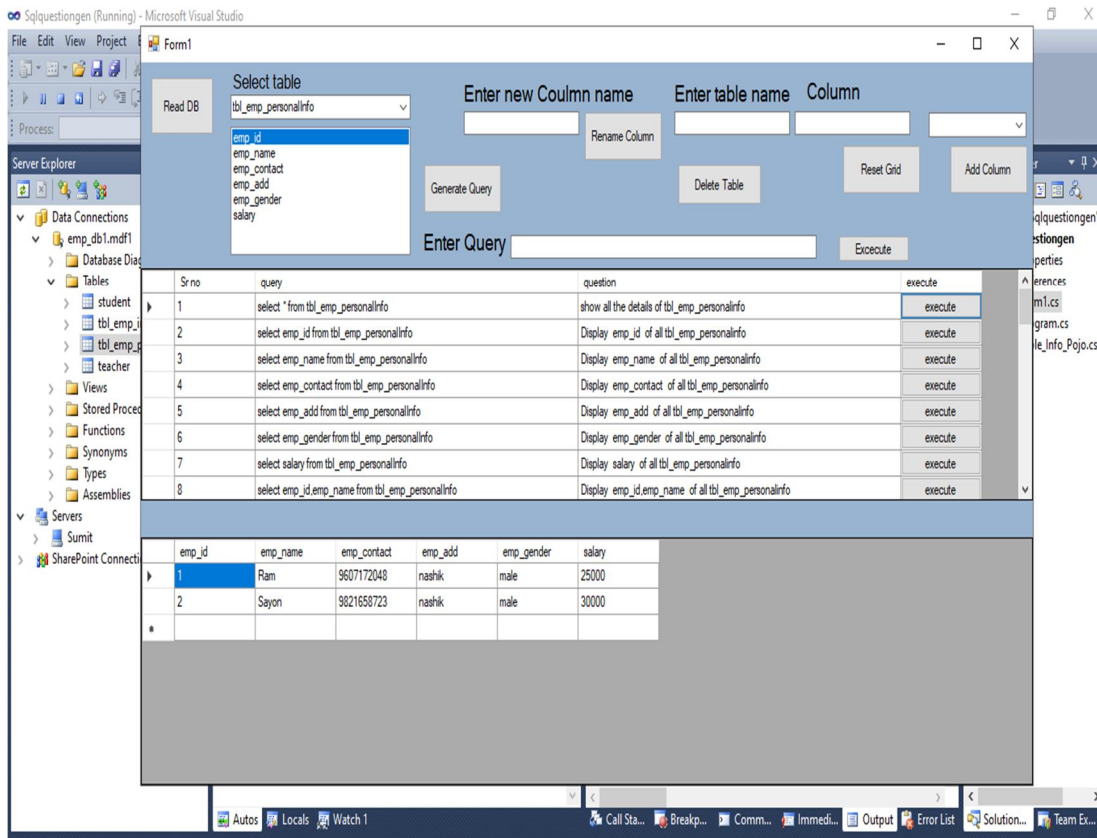 Sqlquestiongen (Running) - Microsoft Visual Studio
File Edit View Project
Form1
Process:
Read DB
Select table
tbl_emp_personalInfo
emp_id
emp_name
emp_contact
emp_add
emp_gender
salary
Enter new Coulmn name
Rename Column
Enter table name
Column
Generate Query
Delete Table
Reset Grid
Add Column
Enter Query
Excecute
Server Explorer
Data Connections
emp_db1.mdf1
Database Diag
Tables
student
tbl_emp_i
tbl_emp_p
teacher
Views
Stored Proced
Functions
Synonyms
Types
Assemblies
Servers
Sumit
SharePoint Connecti
Sr no query question execute
1 select * from tbl_emp_personalInfo show all the details of tbl_emp_personalinfo execute
2 select emp_id from tbl_emp_personalInfo Display emp_id of all tbl_emp_personalinfo execute
3 select emp_name from tbl_emp_personalInfo Display emp_name of all tbl_emp_personalinfo execute
4 select emp_contact from tbl_emp_personalInfo Display emp_contact of all tbl_emp_personalinfo execute
5 select emp_add from tbl_emp_personalInfo Display emp_add of all tbl_emp_personalinfo execute
6 select emp_gender from tbl_emp_personalInfo Display emp_gender of all tbl_emp_personalinfo execute
7 select salary from tbl_emp_personalInfo Display salary of all tbl_emp_personalinfo execute
8 select emp_id,emp_name from tbl_emp_personalInfo Display emp_id,emp_name of all tbl_emp_personalinfo execute
emp_id emp_name emp_contact emp_add emp_gender salary
1 Ram 9607172048 nashik male 25000
2 Sayon 9821658723 nashik male 30000
qlquestiongen'
estiongen
operties
erences
m1.cs
gram.cs
le_Info_Pojo.cs
Autos Locals Watch 1 Call Sta... Breakp... Comm... Immedi... Output Error List Solution... Team Ex...